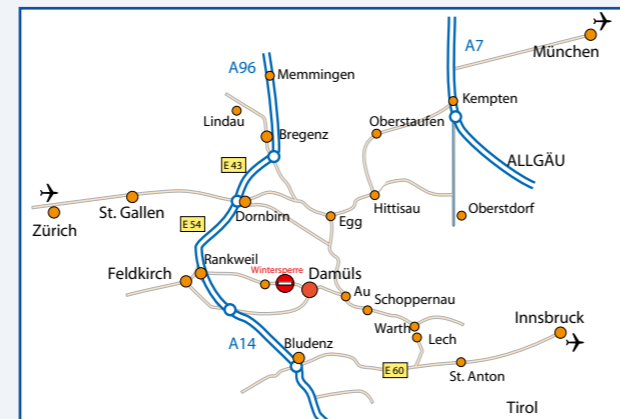 A7
München
A96
Memmingen
Kempten
Lindau
Oberstaufen
Bregenz
E 43
ALLGÄU
St. Gallen
Zürich
Dornbirn
Egg
Hittisau
Oberstdorf
E 54
Rankweil
Wintersperre
Damüls
Feldkirch
Au
Schoppernau
Warth
Lech
Innsbruck
A14
Bludenz
E 60
St. Anton
Tirol